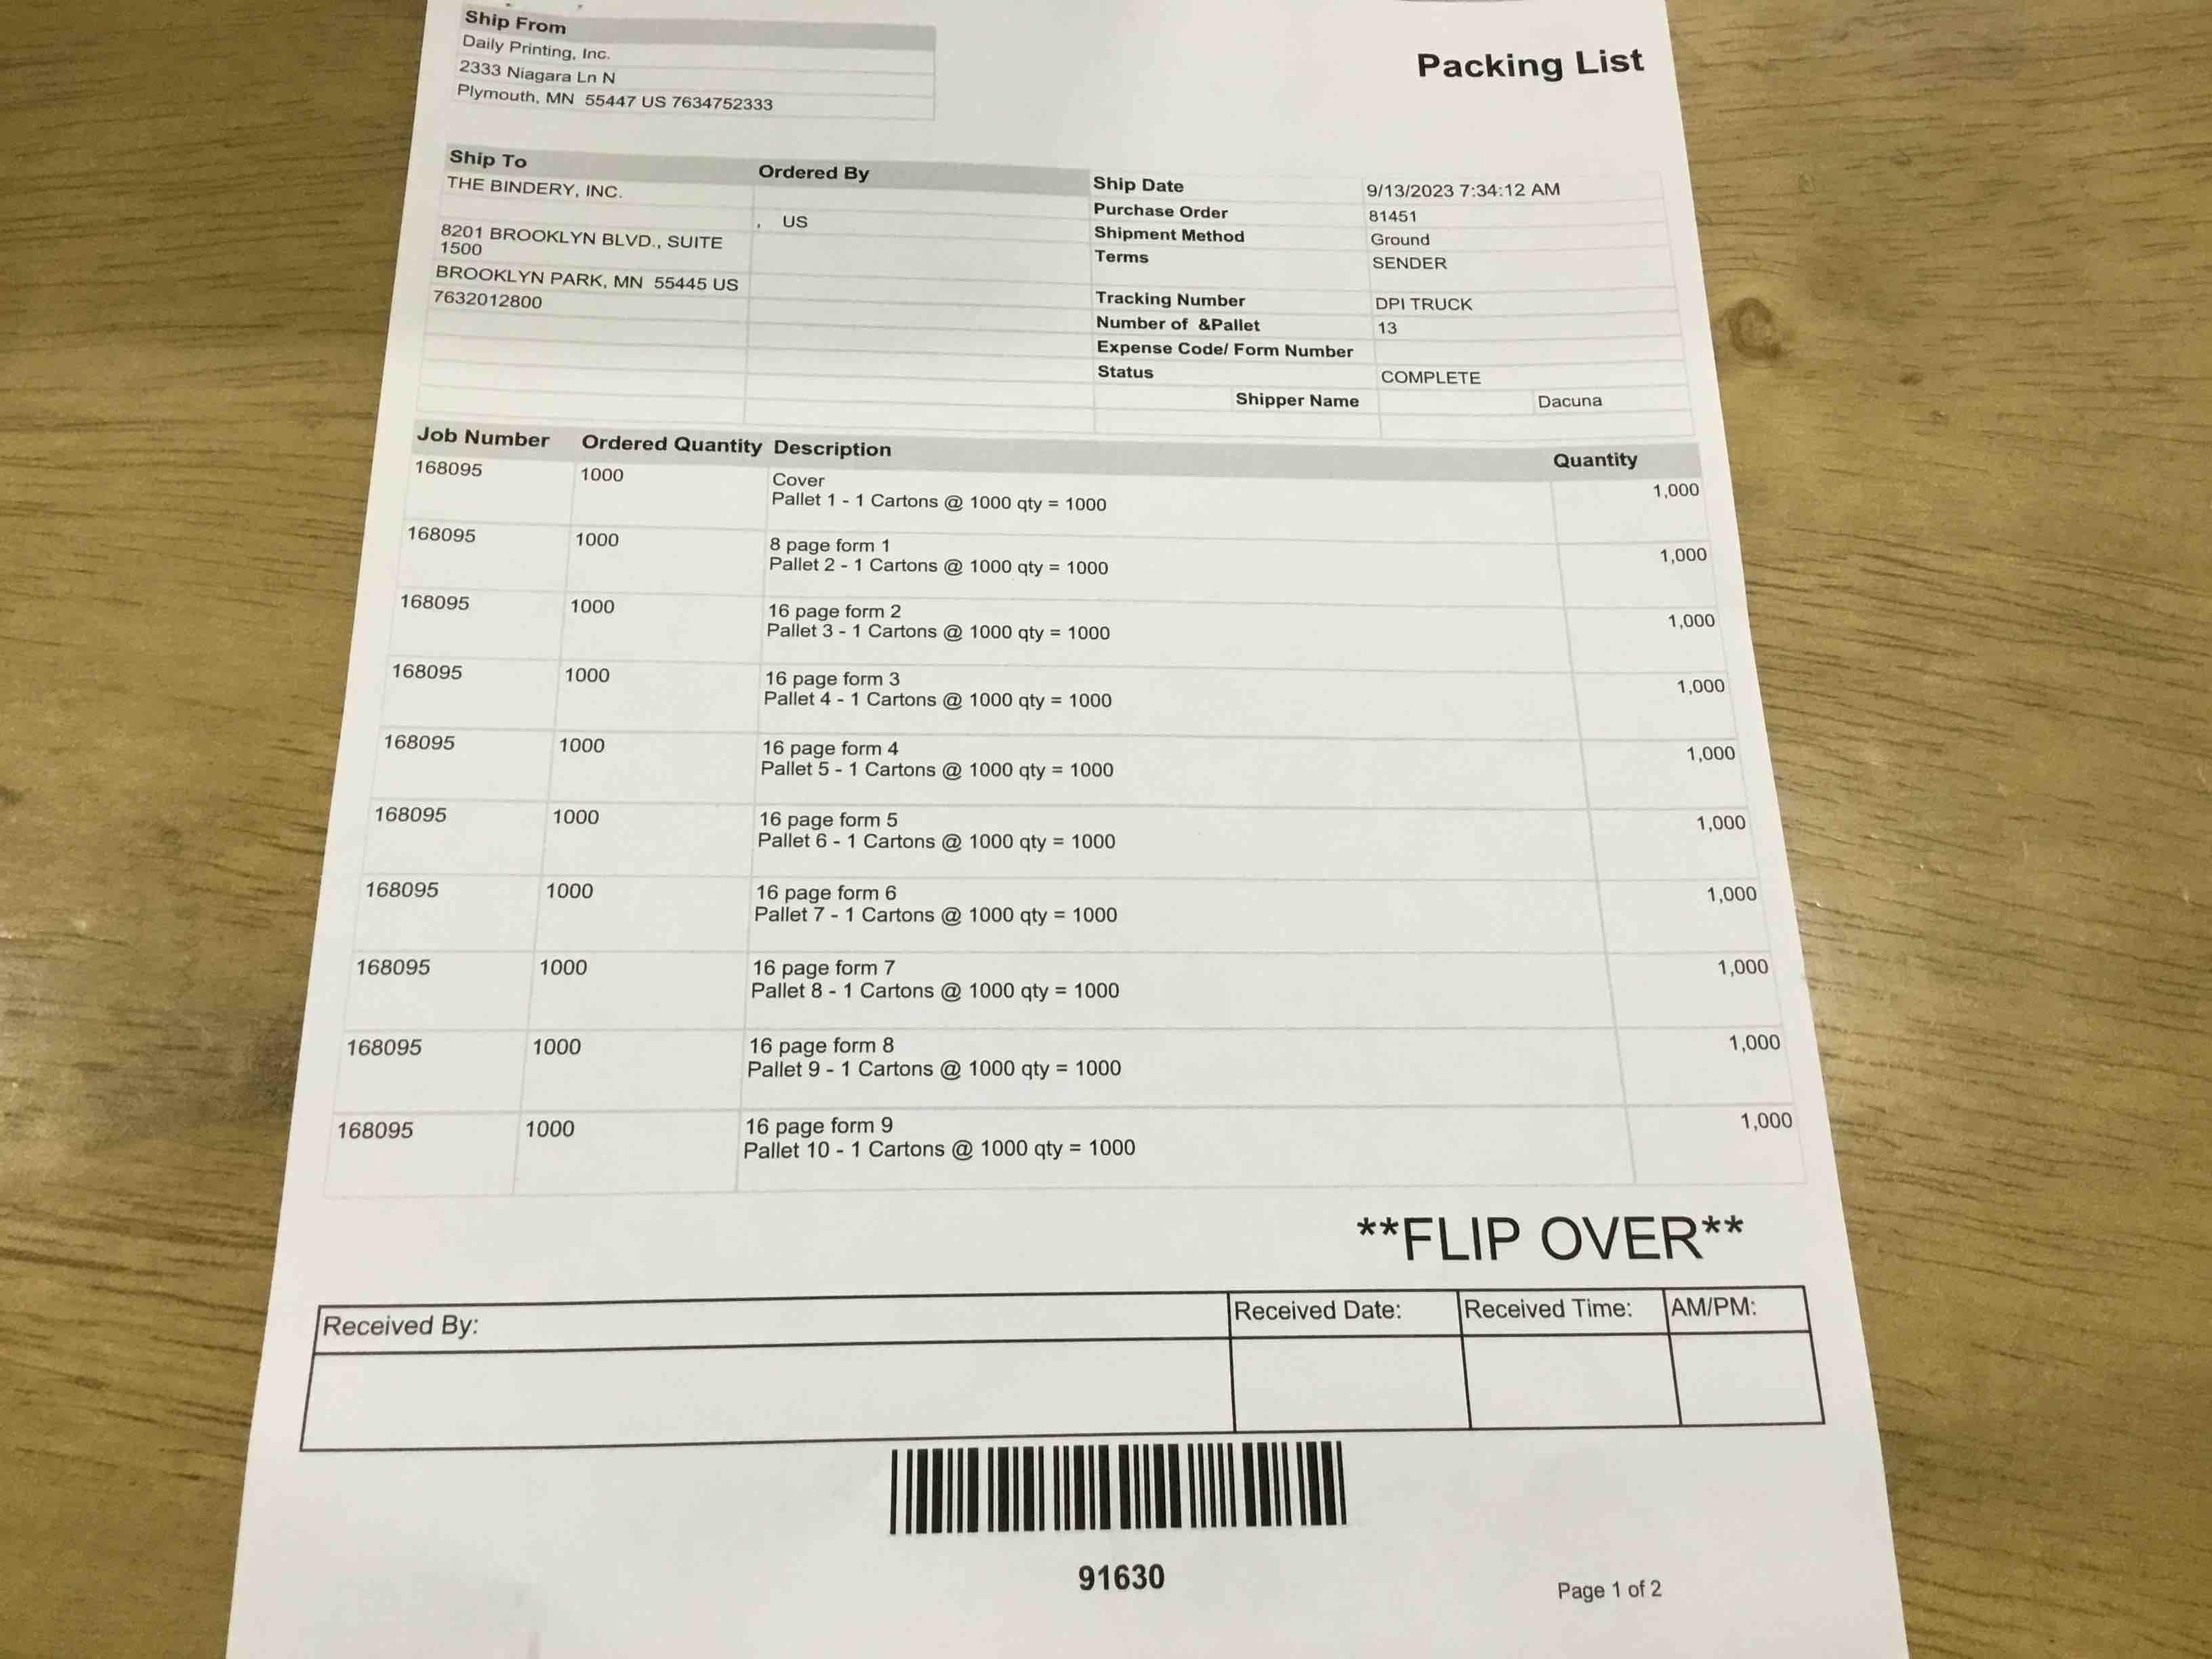 Packing List
Ship From
Daily Printing, Inc.
2333 Niagara Ln N
Plymouth, MN 55447 US 7634752333
Ship To
THE BINDERY, INC.
8201 BROOKLYN BLVD., SUITE
1500
BROOKLYN PARK, MN 55445 US
7632012800
Ordered By
, US
Ship Date 9/13/2023 7:34:12 AM
Purchase Order 81451
Shipment Method Ground
Terms SENDER
Tracking Number DPI TRUCK
Number of &Pallet 13
Expense Code/ Form Number
Status COMPLETE
Shipper Name Dacuna
Job Number Ordered Quantity Description Quantity
168095 1000 Cover 1,000
Pallet 1 - 1 Cartons @ 1000 qty = 1000
168095 1000 8 page form 1 1,000
Pallet 2 - 1 Cartons @ 1000 qty = 1000
168095 1000 16 page form 2 1,000
Pallet 3 - 1 Cartons @ 1000 qty = 1000
168095 1000 16 page form 3 1,000
Pallet 4 - 1 Cartons @ 1000 qty = 1000
168095 1000 16 page form 4 1,000
Pallet 5 - 1 Cartons @ 1000 qty = 1000
168095 1000 16 page form 5 1,000
Pallet 6 - 1 Cartons @ 1000 qty = 1000
168095 1000 16 page form 6 1,000
Pallet 7 - 1 Cartons @ 1000 qty = 1000
168095 1000 16 page form 7 1,000
Pallet 8 - 1 Cartons @ 1000 qty = 1000
168095 1000 16 page form 8 1,000
Pallet 9 - 1 Cartons @ 1000 qty = 1000
168095 1000 16 page form 9 1,000
Pallet 10 - 1 Cartons @ 1000 qty = 1000
**FLIP OVER**
Received By: Received Date: Received Time: AM/PM:
91630
Page 1 of 2